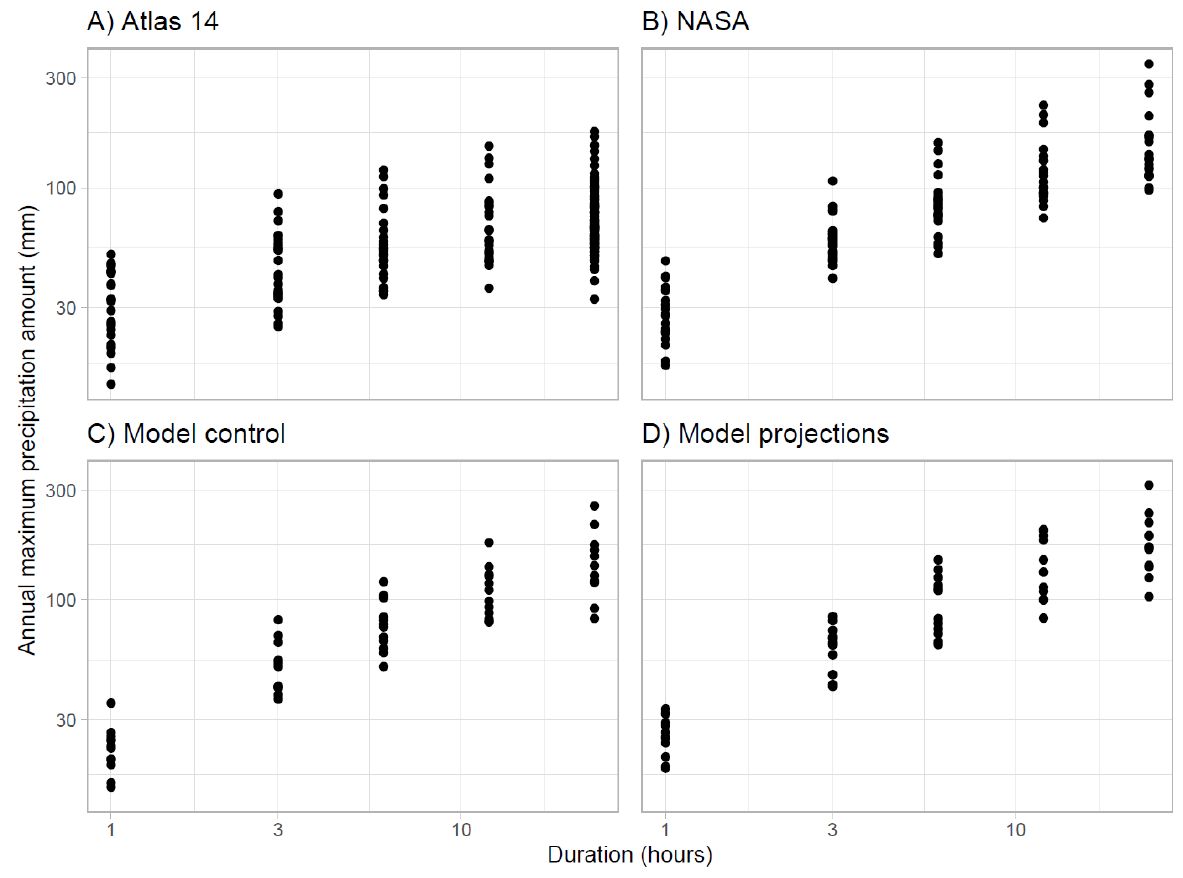 A) Atlas 14
B) NASA
300
100
30
C) Model control
D) Model projections
300
100
30
1
3
10
1
3
10
Duration (hours)
Annual maximum precipitation amount (mm)